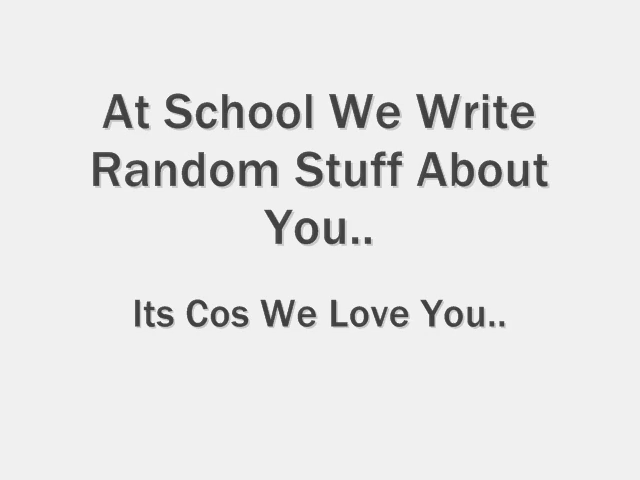 At School We Write
Random Stuff About
You..
Its Cos We Love You..